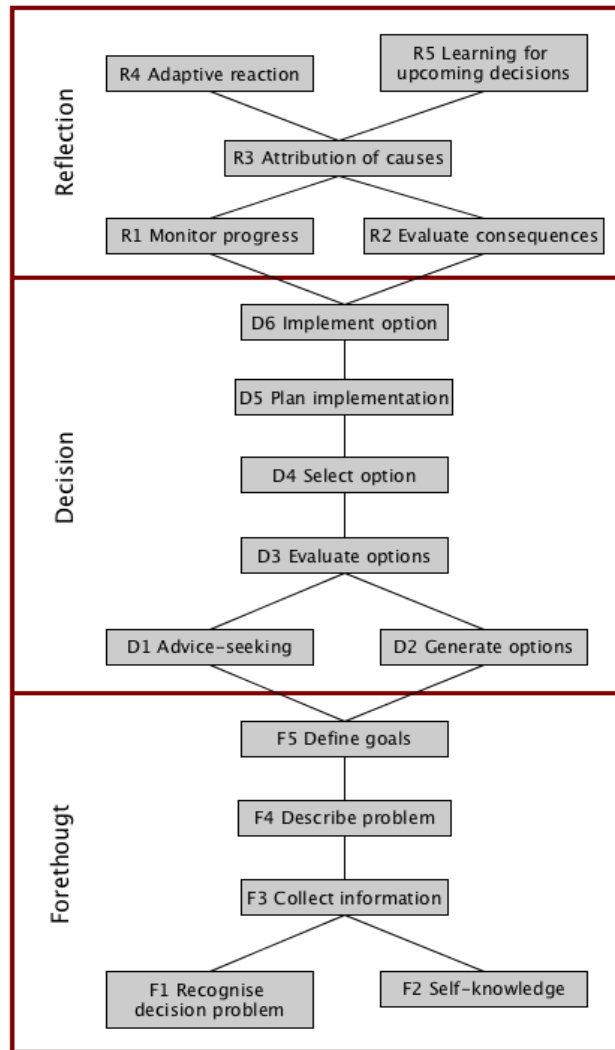 Reflection
R4 Adaptive reaction
R5 Learning for
upcoming decisions
R3 Attribution of causes
R1 Monitor progress
R2 Evaluate consequences
Decision
D6 Implement option
D5 Plan implementation
D4 Select option
D3 Evaluate options
D1 Advice-seeking
D2 Generate options
Forethougt
F5 Define goals
F4 Describe problem
F3 Collect information
F1 Recognise
decision problem
F2 Self-knowledge